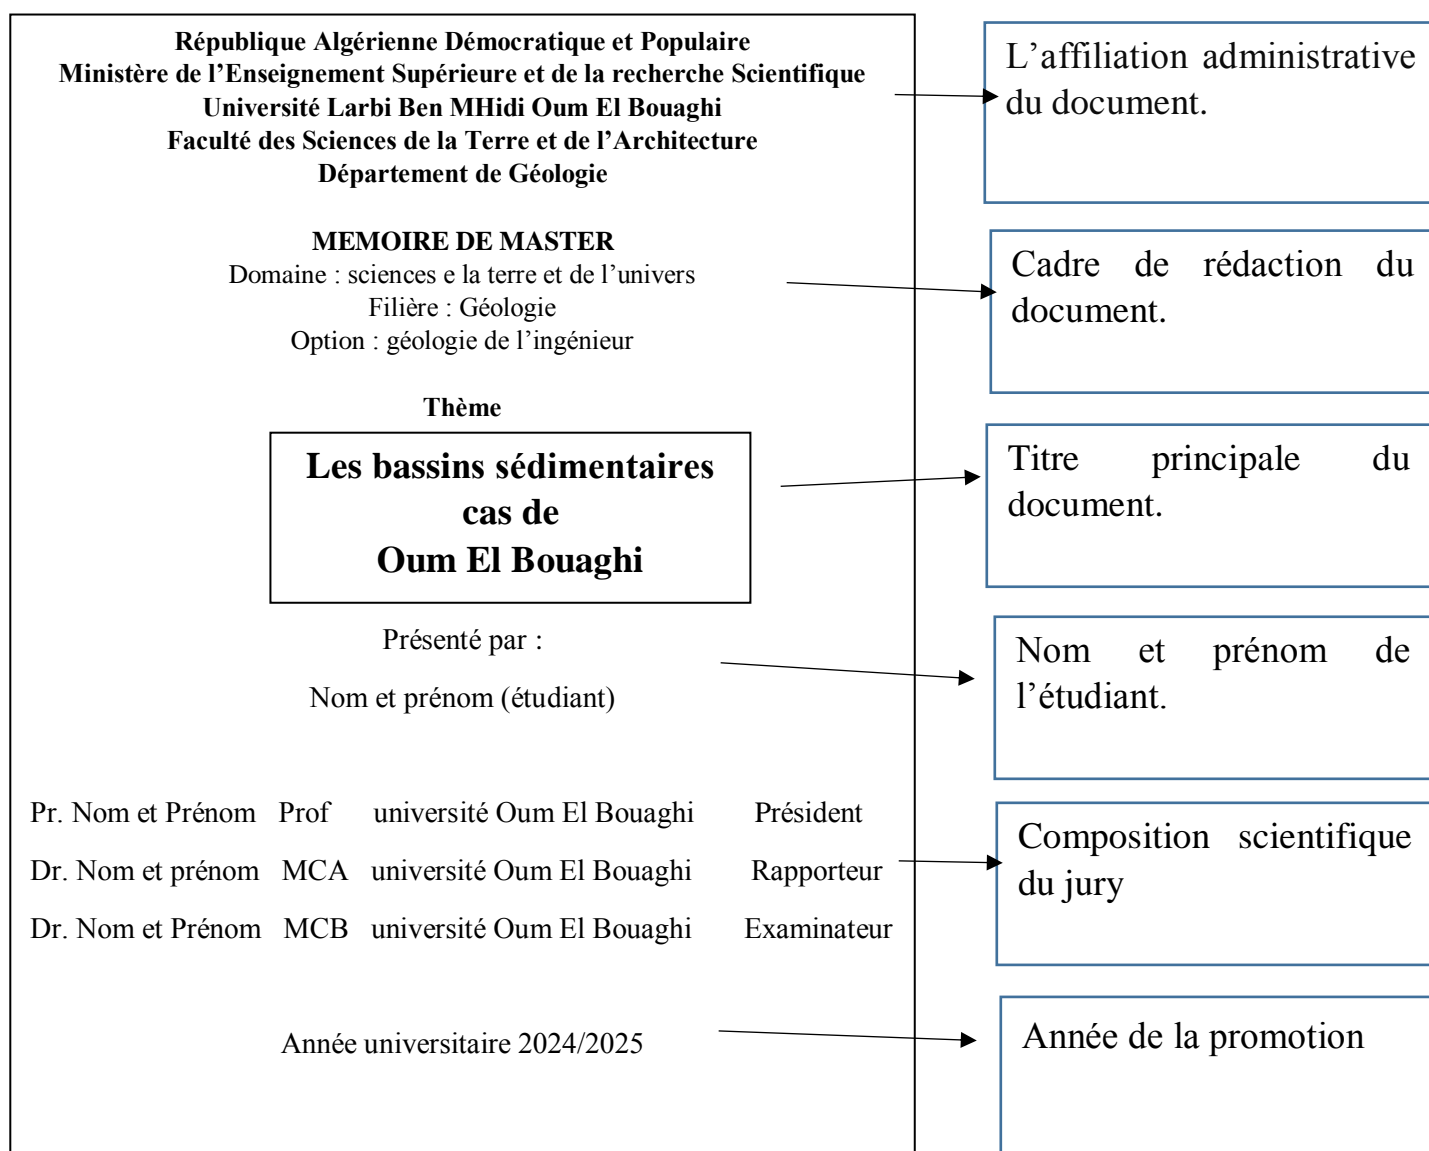 République Algérienne Démocratique et Populaire
Ministère de l’Enseignement Supérieure et de la recherche Scientifique
Université Larbi Ben MHidi Oum El Bouaghi
Faculté des Sciences de la Terre et de l’Architecture
Département de Géologie
L’affiliation administrative
du document.
MEMOIRE DE MASTER
Domaine : sciences e la terre et de l’univers
Filière : Géologie
Option : géologie de l’ingénieur
Cadre de rédaction du
document.
Thème
Les bassins sédimentaires
cas de
Oum El Bouaghi
Titre principale du
document.
Présenté par :
Nom et prénom (étudiant)
Nom et prénom de
l’étudiant.
Pr. Nom et Prénom Prof université Oum El Bouaghi Président
Dr. Nom et prénom MCA université Oum El Bouaghi Rapporteur
Dr. Nom et Prénom MCB université Oum El Bouaghi Examinateur
Composition scientifique
du jury
Année universitaire 2024/2025
Année de la promotion